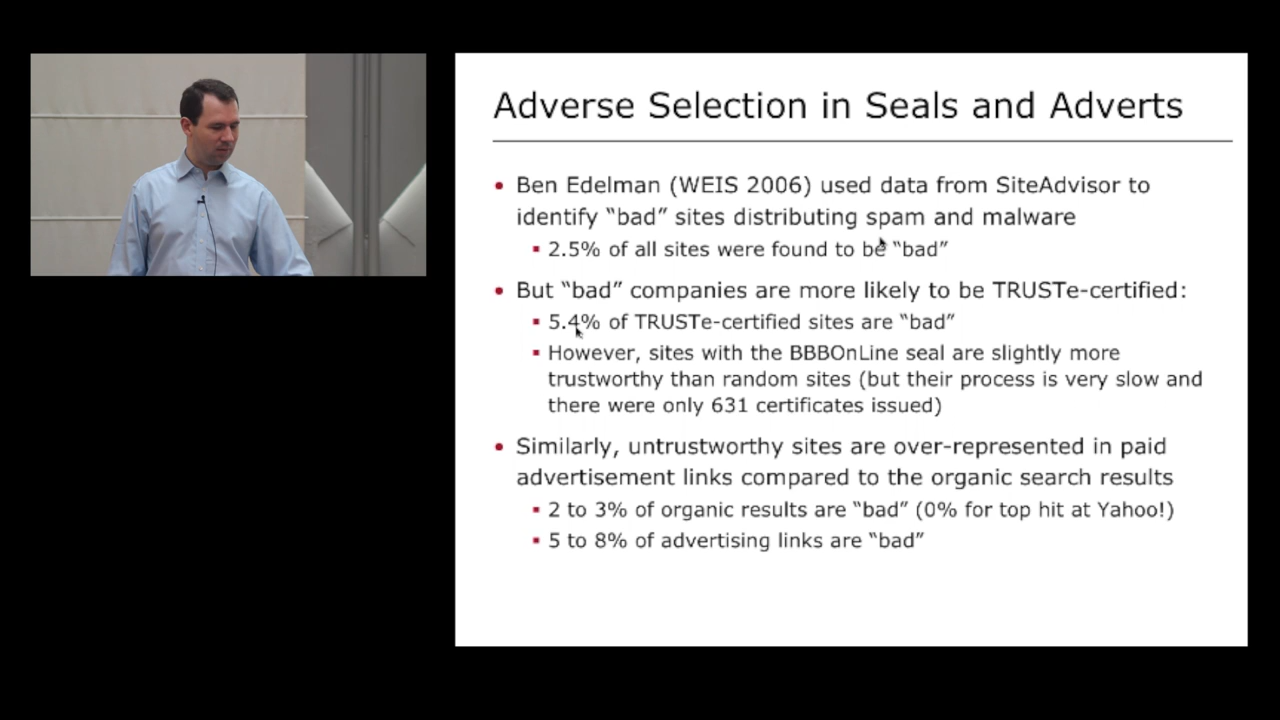 Adverse Selection in Seals and Adverts
• Ben Edelman (WEIS 2006) used data from SiteAdvisor to
identify “bad” sites distributing spam and malware
▪ 2.5% of all sites were found to be “bad”
• But “bad” companies are more likely to be TRUSTe-certified:
▪ 5.4% of TRUSTe-certified sites are “bad”
▪ However, sites with the BBBOnLine seal are slightly more
trustworthy than random sites (but their process is very slow and
there were only 631 certificates issued)
• Similarly, untrustworthy sites are over-represented in paid
advertisement links compared to the organic search results
▪ 2 to 3% of organic results are “bad” (0% for top hit at Yahoo!)
▪ 5 to 8% of advertising links are “bad”